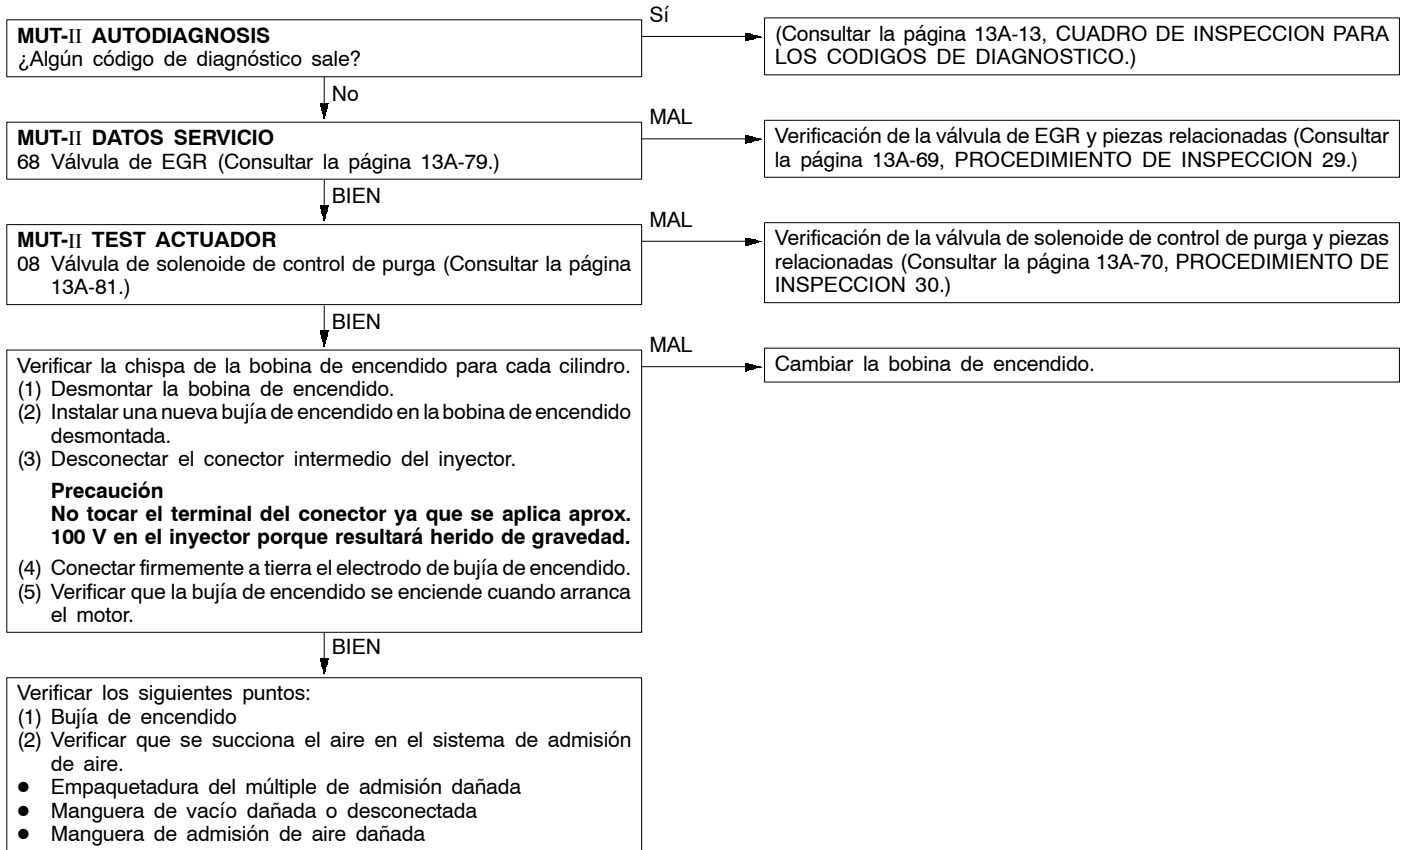 Sí
MUT-II AUTODIAGNOSIS
¿Algún código de diagnóstico sale?
(Consultar la página 13A-13, CUADRO DE INSPECCION PARA
LOS CODIGOS DE DIAGNOSTICO.)
No
MAL
MUT-II DATOS SERVICIO
68 Válvula de EGR (Consultar la página 13A-79.)
Verificación de la válvula de EGR y piezas relacionadas (Consultar
la página 13A-69, PROCEDIMIENTO DE INSPECCION 29.)
BIEN
MAL
MUT-II TEST ACTUADOR
08 Válvula de solenoide de control de purga (Consultar la página
13A-81.)
Verificación de la válvula de solenoide de control de purga y piezas
relacionadas (Consultar la página 13A-70, PROCEDIMIENTO DE
INSPECCION 30.)
BIEN
MAL
Verificar la chispa de la bobina de encendido para cada cilindro.
(1) Desmontar la bobina de encendido.
(2) Instalar una nueva bujía de encendido en la bobina de encendido
desmontada.
(3) Desconectar el conector intermedio del inyector.
Precaución
No tocar el terminal del conector ya que se aplica aprox.
100 V en el inyector porque resultará herido de gravedad.
(4) Conectar firmemente a tierra el electrodo de bujía de encendido.
(5) Verificar que la bujía de encendido se enciende cuando arranca
el motor.
Cambiar la bobina de encendido.
BIEN
Verificar los siguientes puntos:
(1) Bujía de encendido
(2) Verificar que se succiona el aire en el sistema de admisión
de aire.
● Empaquetadura del múltiple de admisión dañada
● Manguera de vacío dañada o desconectada
● Manguera de admisión de aire dañada